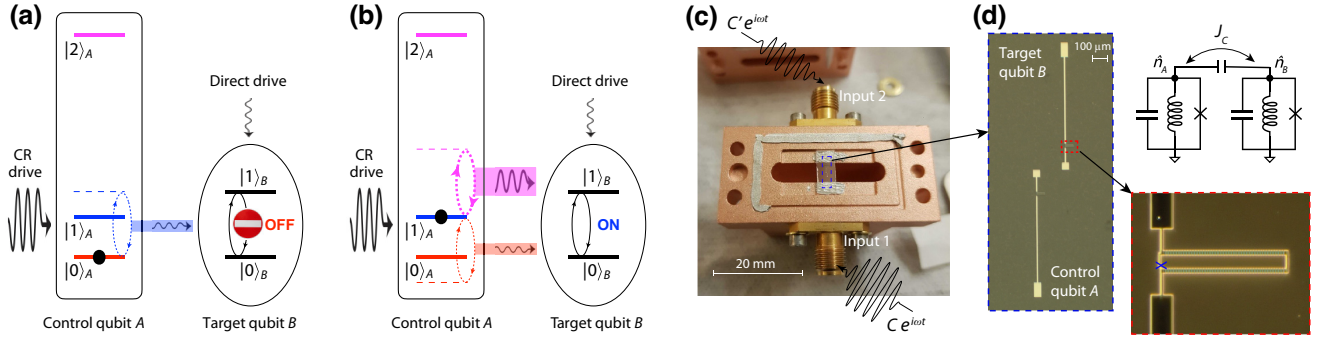 (a)
|2⟩A
Direct drive
CR
drive
|1⟩B
OFF
|1⟩A
|0⟩A
|0⟩B
Control qubit A
Target qubit B
(b)
|2⟩A
Direct drive
CR
drive
|1⟩B
ON
|1⟩A
|0⟩A
|0⟩B
Control qubit A
Target qubit B
(c)
C′e^{iωt}
Input 2
Input 1
20 mm
C e^{iωt}
(d)
Target
qubit B
100 μm
Control
qubit A
J_C
n̂_A
n̂_B